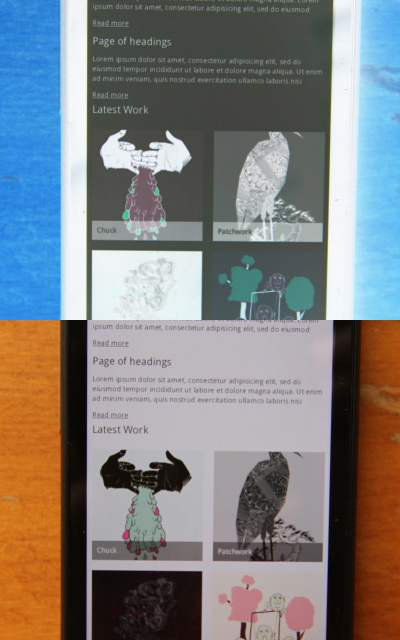 ipsum dolor sit amet, consectetur adipisicing elit, sed do eiusmod
Read more
Page of headings
Lorem ipsum dolor sit amet, consectetur adipisicing elit, sed do
eiusmod tempor incididunt ut labore et dolore magna aliqua. Ut enim
ad minim veniam, quis nostrud exercitation ullamco laboris nisi
Read more
Latest Work
Chuck
Patchwork
ipsum dolor sit amet, consectetur adipisicing elit, sed do eiusmod
Read more
Page of headings
Lorem ipsum dolor sit amet, consectetur adipisicing elit, sed do
eiusmod tempor incididunt ut labore et dolore magna aliqua. Ut enim
ad minim veniam, quis nostrud exercitation ullamco laboris nisi
Read more
Latest Work
Chuck
Patchwork